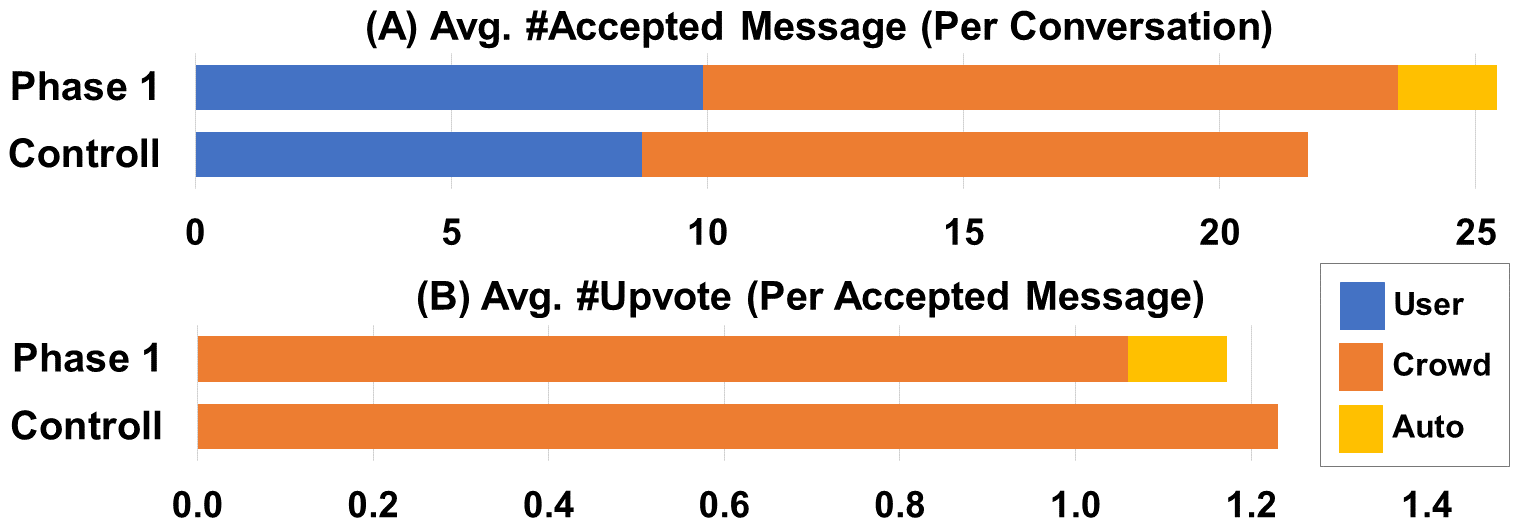 (A) Avg. #Accepted Message (Per Conversation)
Phase 1
Controll
0 5 10 15 20 25
(B) Avg. #Upvote (Per Accepted Message)
Phase 1
Controll
0.0 0.2 0.4 0.6 0.8 1.0 1.2 1.4
User
Crowd
Auto